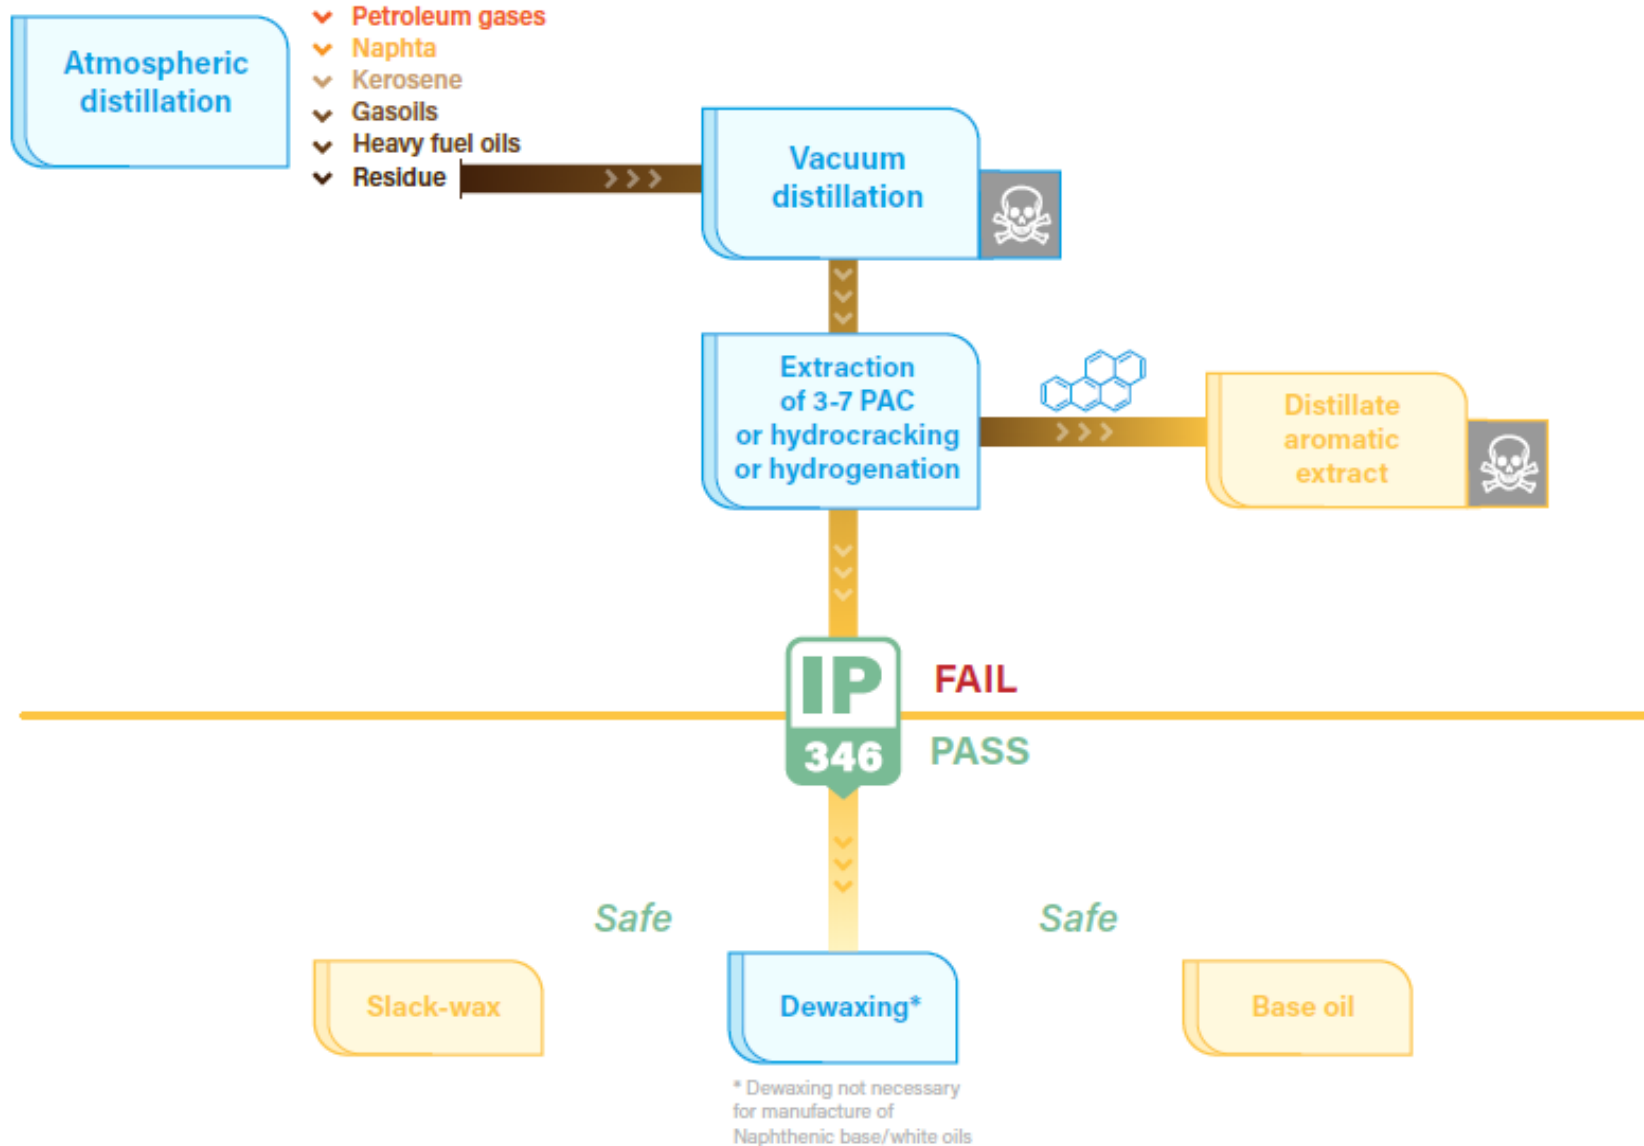 Atmospheric
distillation
Petroleum gases
Naphta
Kerosene
Gasoils
Heavy fuel oils
Residue
Vacuum
distillation
Extraction
of 3-7 PAC
or hydrocracking
or hydrogenation
Distillate
aromatic
extract
IP
346
FAIL
PASS
Safe
Safe
Slack-wax
Dewaxing*
Base oil
* Dewaxing not necessary
for manufacture of
Naphthenic base/white oils